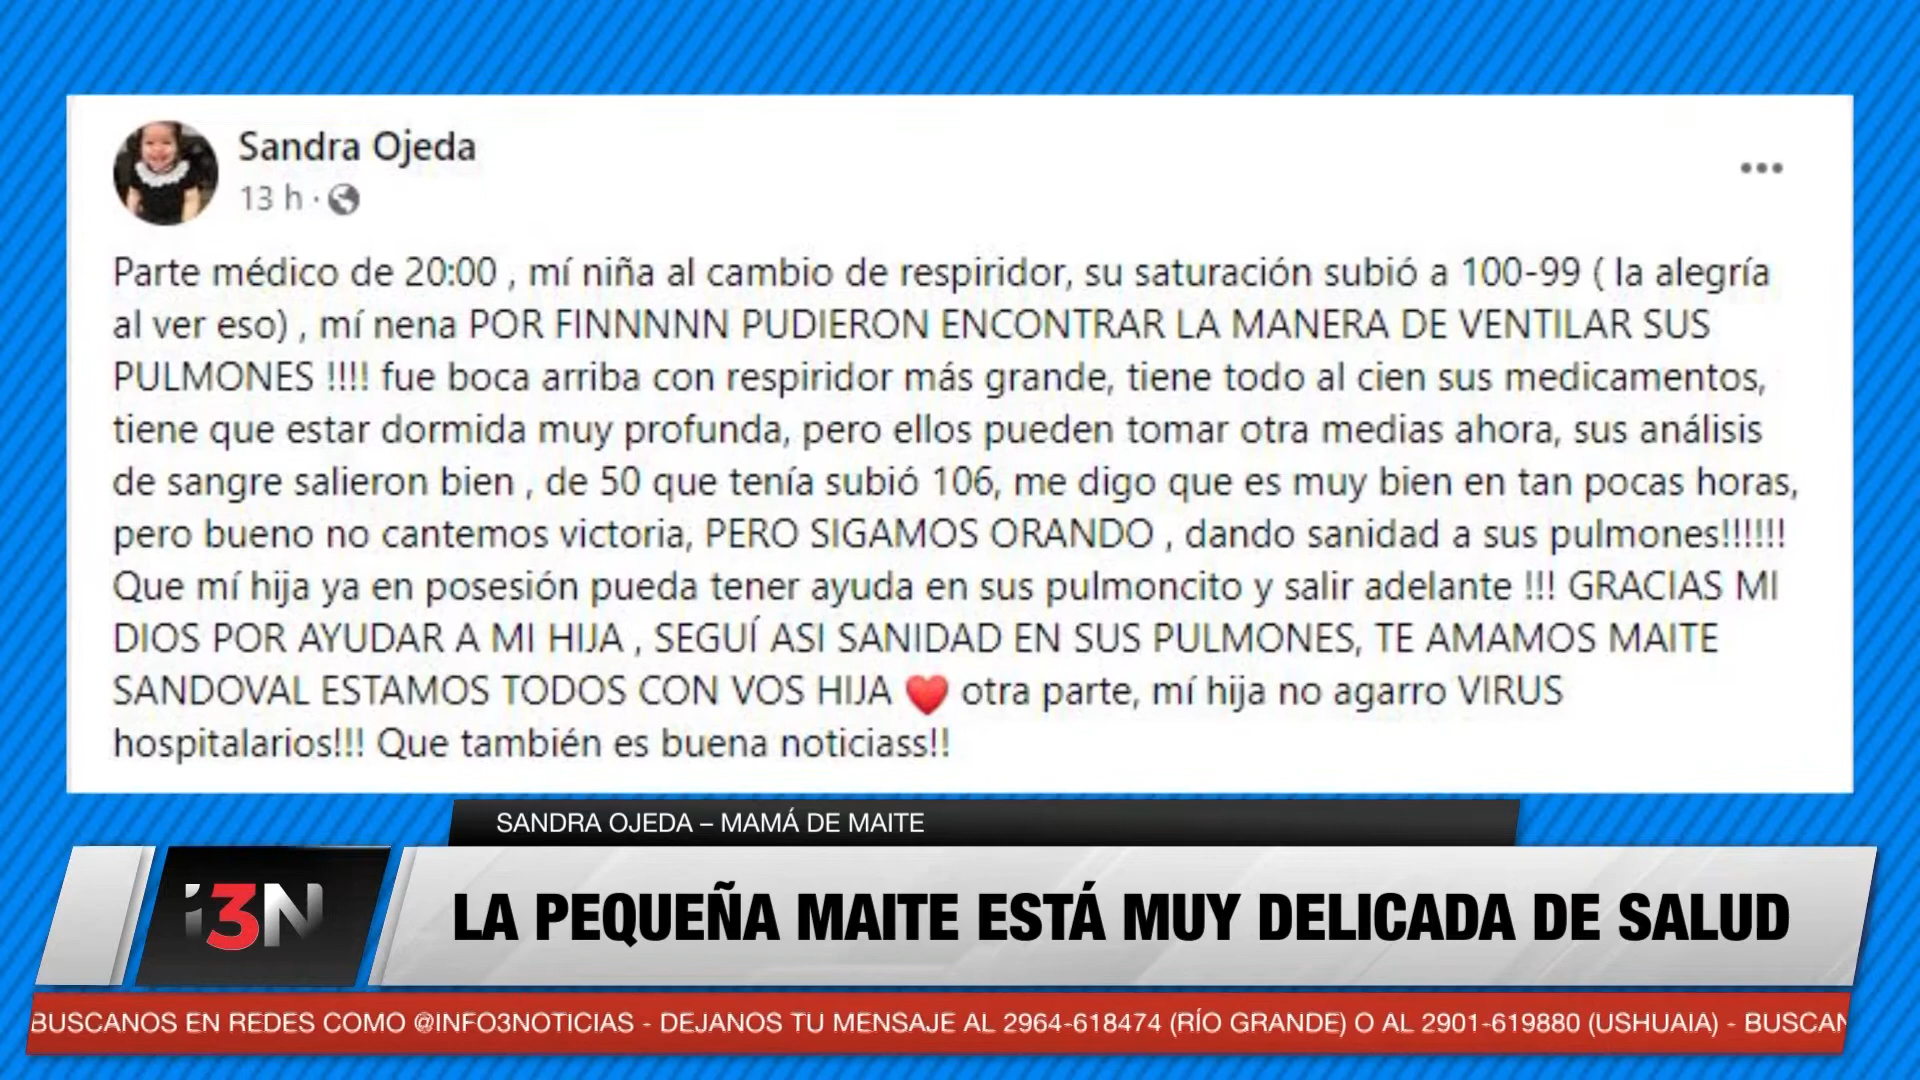 Sandra Ojeda
13 h ·
Parte médico de 20:00 , mí niña al cambio de respiridor, su saturación subió a 100-99 ( la alegría
al ver eso) , mí nena POR FINNNNN PUDIERON ENCONTRAR LA MANERA DE VENTILAR SUS
PULMONES !!!! fue boca arriba con respiridor más grande, tiene todo al cien sus medicamentos,
tiene que estar dormida muy profunda, pero ellos pueden tomar otra medias ahora, sus análisis
de sangre salieron bien , de 50 que tenía subió 106, me digo que es muy bien en tan pocas horas,
pero bueno no cantemos victoria, PERO SIGAMOS ORANDO , dando sanidad a sus pulmones!!!!!!
Que mí hija ya en posesión pueda tener ayuda en sus pulmoncito y salir adelante !!! GRACIAS MI
DIOS POR AYUDAR A MI HIJA , SEGUÍ ASI SANIDAD EN SUS PULMONES, TE AMAMOS MAITE
SANDOVAL ESTAMOS TODOS CON VOS HIJA ❤ otra parte, mí hija no agarro VIRUS
hospitalarios!!! Que también es buena noticiass!!
SANDRA OJEDA – MAMÁ DE MAITE
i3N
LA PEQUEÑA MAITE ESTÁ MUY DELICADA DE SALUD
BUSCANOS EN REDES COMO @INFO3NOTICIAS - DEJANOS TU MENSAJE AL 2964-618474 (RÍO GRANDE) O AL 2901-619880 (USHUAIA) - BUSCAN